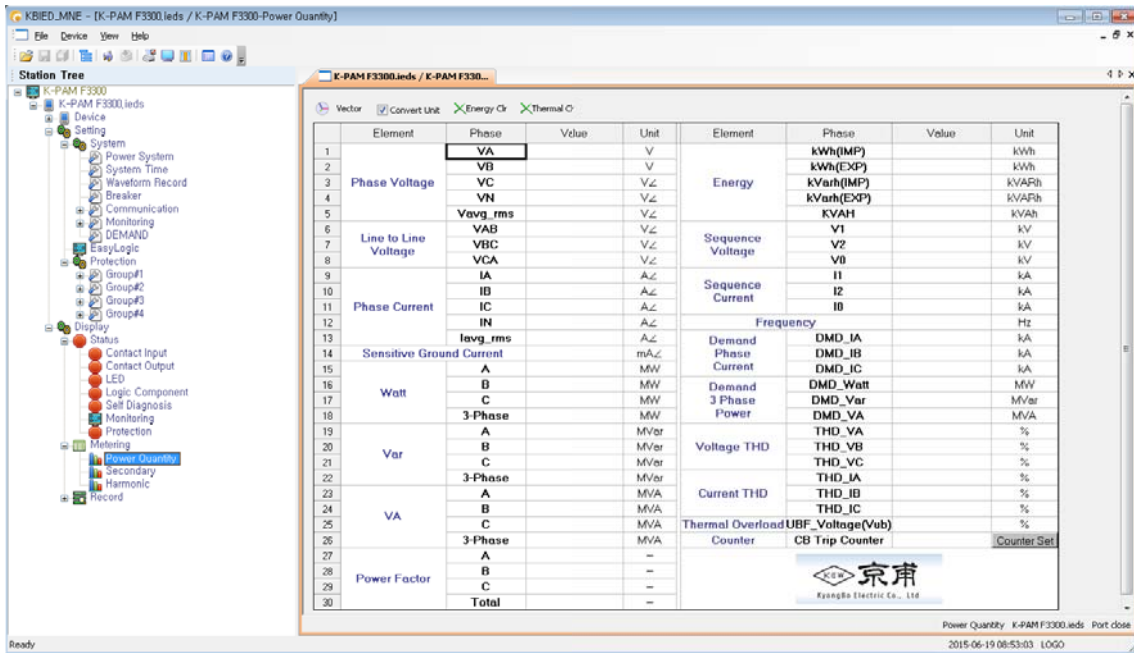 KBIED_MNE - [K-PAM F3300.ieds / K-PAM F3300-Power Quantity]
File Device View Help
Station Tree
K-PAM F3300
K-PAM F3300.ieds
Device
Setting
System
Power System
System Time
Waveform Record
Breaker
Communication
Monitoring
DEMAND
EasyLogic
Protection
Group#1
Group#2
Group#3
Group#4
Display
Status
Contact Input
Contact Output
LED
Logic Component
Self Diagnosis
Monitoring
Protection
Metering
Power Quantity
Secondary
Harmonic
Record
K-PAM F3300.ieds / K-PAM F330...
Vector Convert Unit Energy Clr Thermal Clr
Element Phase Value Unit Element Phase Value Unit
1 VA V kWh(IMP) kWh
2 VB V kWh(EXP) kWh
3 Phase Voltage VC V∠ Energy kVarh(IMP) kVARh
4 VN V∠ kVarh(EXP) kVARh
5 Vavg_rms V∠ KVAH kVAh
6 VAB V∠ V1 kV
7 Line to Line Voltage VBC V∠ Sequence Voltage V2 kV
8 VCA V∠ V0 kV
9 IA A∠ I1 kA
10 IB A∠ Sequence Current I2 kA
11 Phase Current IC A∠ I0 kA
12 IN A∠ Frequency Hz
13 Iavg_rms A∠ Demand DMD_IA kA
14 Sensitive Ground Current mA∠ Phase DMD_IB kA
15 A MW Current DMD_IC kA
16 Watt B MW Demand DMD_Watt MW
17 C MW 3 Phase DMD_Var MVar
18 3-Phase MW Power DMD_VA MVA
19 A MVar THD_VA %
20 Var B MVar Voltage THD THD_VB %
21 C MVar THD_VC %
22 3-Phase MVar THD_IA %
23 A MVA Current THD THD_IB %
24 VA B MVA THD_IC %
25 C MVA Thermal Overload UBF_Voltage(Vub) %
26 3-Phase MVA Counter CB Trip Counter Counter Set
27 A -
28 Power Factor B -
29 C -
30 Total -
KEW 京甫
KyongBo Electric Co., Ltd
Power Quantity K-PAM F3300.ieds Port close
Ready 2015-06-19 08:53:03 LOGO